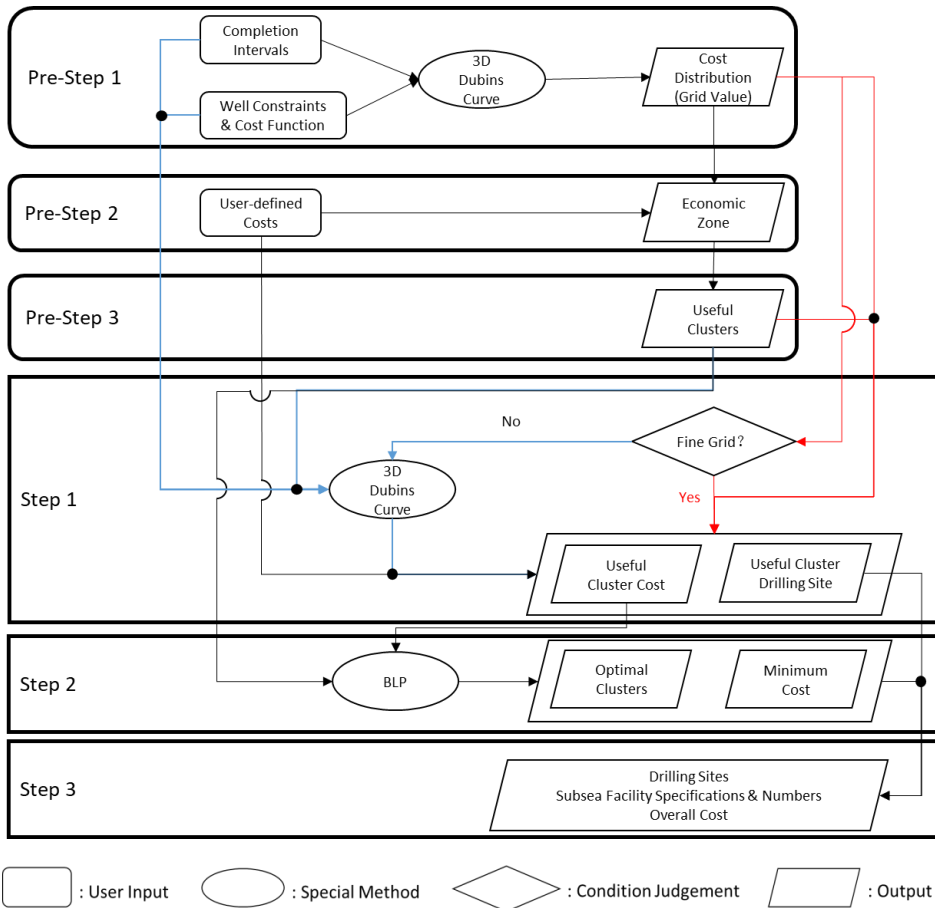 Pre-Step 1
Completion
Intervals
Well Constraints
& Cost Function
3D
Dubins
Curve
Cost
Distribution
(Grid Value)
Pre-Step 2
User-defined
Costs
Economic
Zone
Pre-Step 3
Useful
Clusters
Step 1
No
Fine Grid?
Yes
3D
Dubins
Curve
Useful
Cluster Cost
Useful Cluster
Drilling Site
Step 2
BLP
Optimal
Clusters
Minimum
Cost
Step 3
Drilling Sites
Subsea Facility Specifications & Numbers
Overall Cost
: User Input
: Special Method
: Condition Judgement
: Output